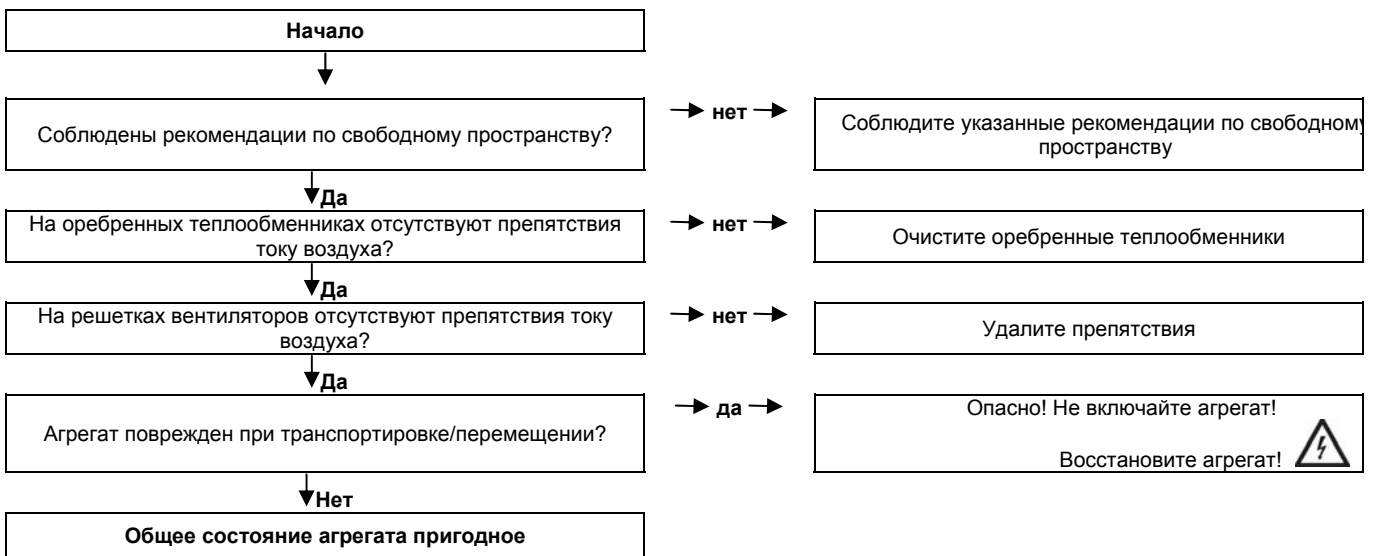 Начало
Соблюдены рекомендации по свободному пространству?
нет
Соблюдите указанные рекомендации по свободному
пространству
Да
На оребренных теплообменниках отсутствуют препятствия
току воздуха?
нет
Очистите оребренные теплообменники
Да
На решетках вентиляторов отсутствуют препятствия току
воздуха?
нет
Удалите препятствия
Да
Агрегат поврежден при транспортировке/перемещении?
да
Опасно! Не включайте агрегат!
Восстановите агрегат!
Нет
Общее состояние агрегата пригодное